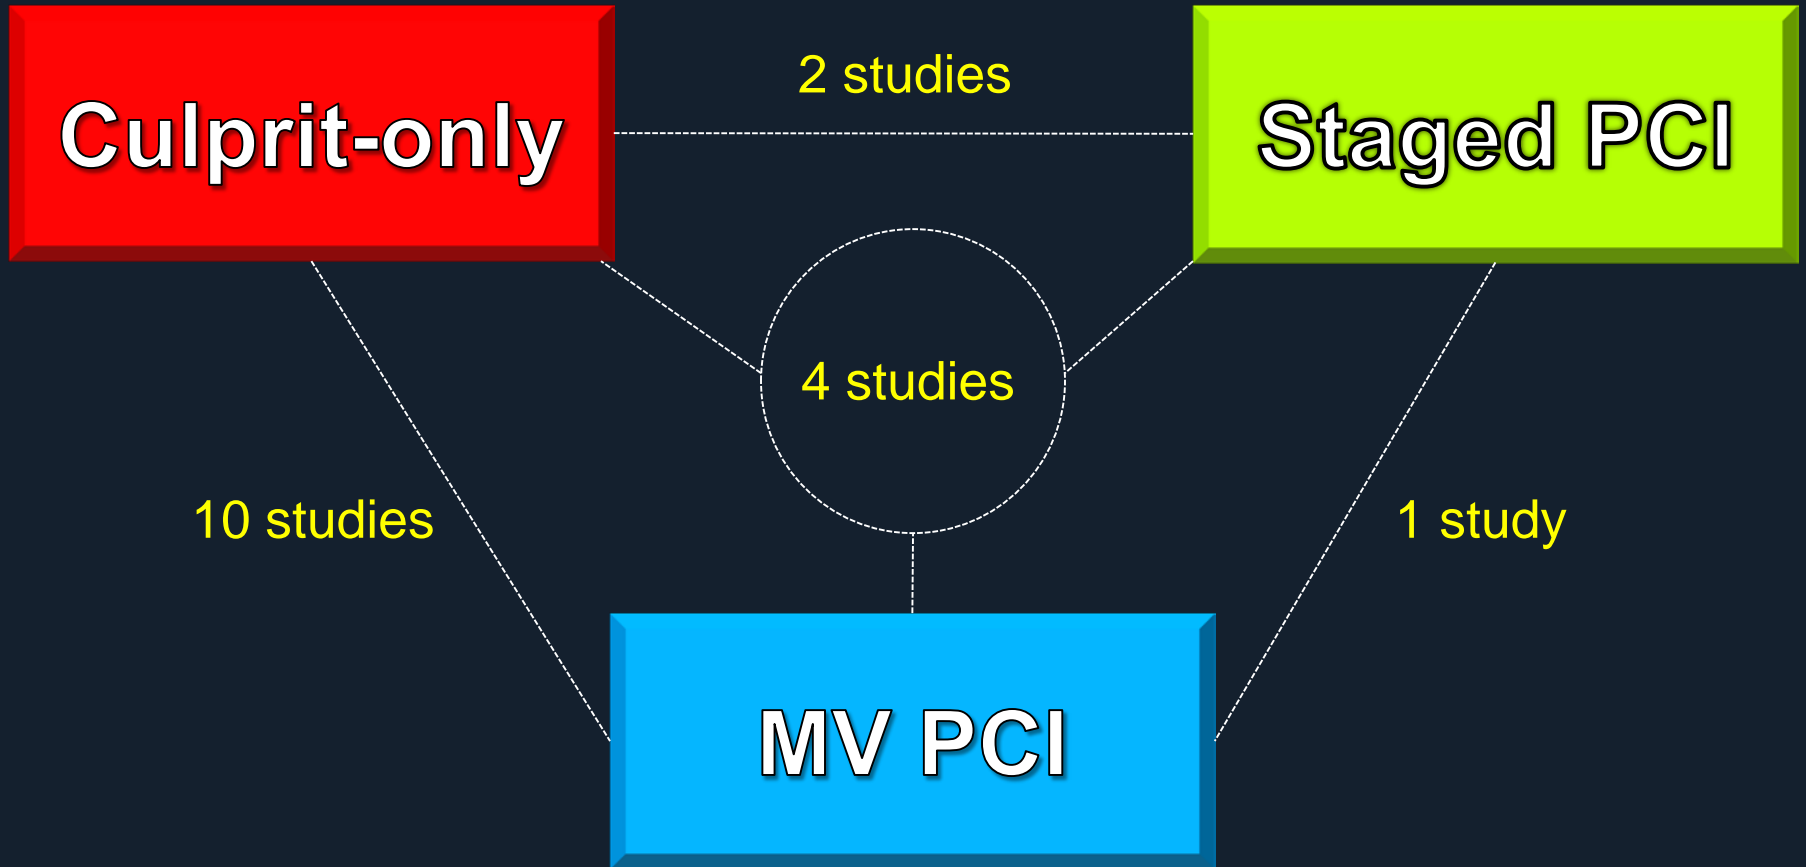 2 studies
Culprit-only
Staged PCI
4 studies
10 studies
1 study
MV PCI